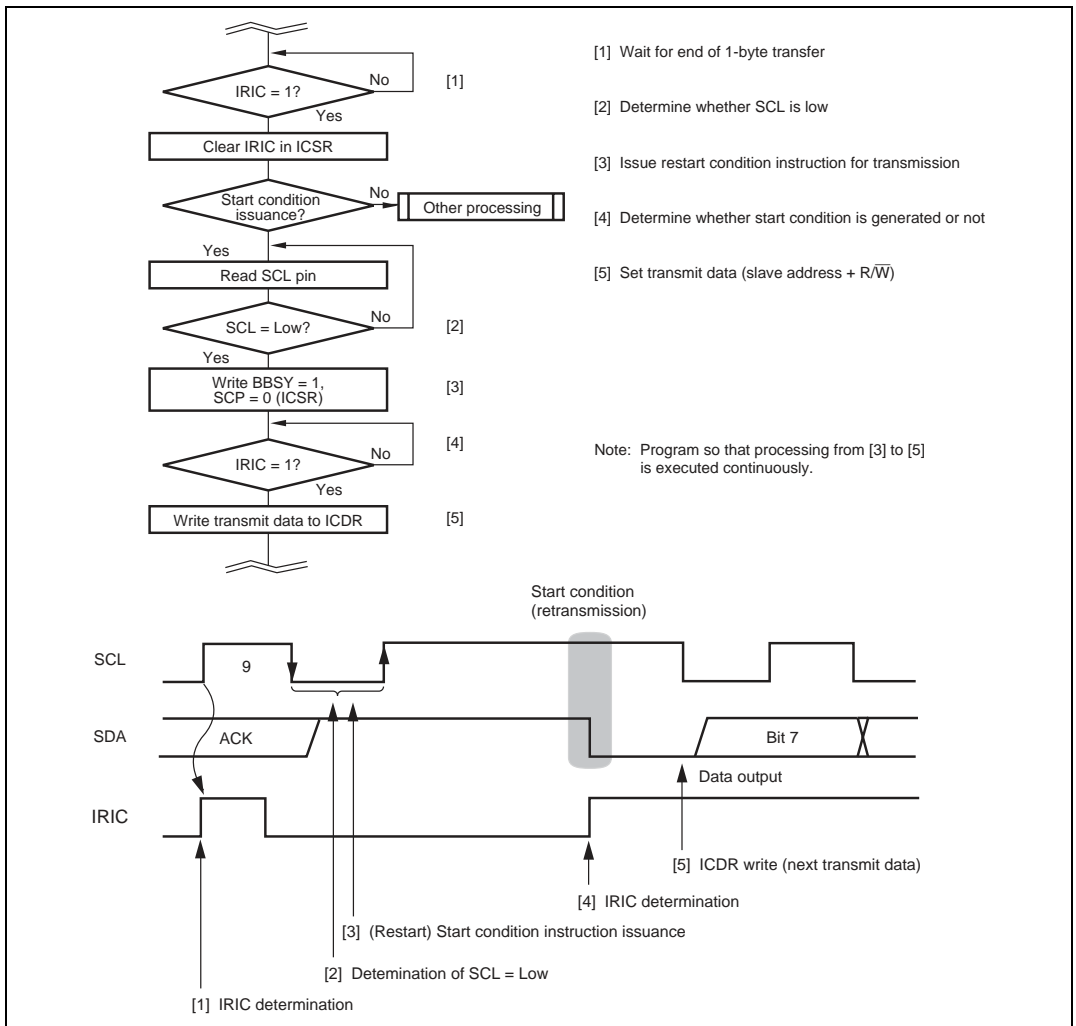 IRIC = 1?
No
[1]
Yes
Clear IRIC in ICSR
Start condition
issuance?
No
Other processing
Yes
Read SCL pin
SCL = Low?
No
[2]
Yes
Write BBSY = 1,
SCP = 0 (ICSR)
[3]
IRIC = 1?
No
[4]
Yes
Write transmit data to ICDR
[5]
[1] Wait for end of 1-byte transfer
[2] Determine whether SCL is low
[3] Issue restart condition instruction for transmission
[4] Determine whether start condition is generated or not
[5] Set transmit data (slave address + R/W̅)
Note: Program so that processing from [3] to [5]
is executed continuously.
Start condition
(retransmission)
SCL
9
SDA
ACK
Bit 7
Data output
IRIC
[5] ICDR write (next transmit data)
[4] IRIC determination
[3] (Restart) Start condition instruction issuance
[2] Detemination of SCL = Low
[1] IRIC determination